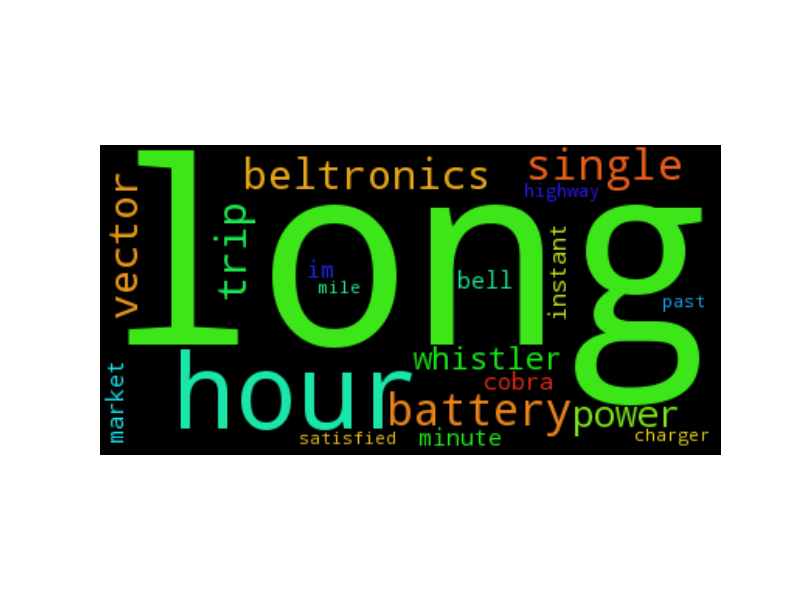 single
beltronics
highway
vector
trip
long
im
mile
bell
instant
past
hour
whistler
cobra
battery
power
market
satisfied
minute
charger